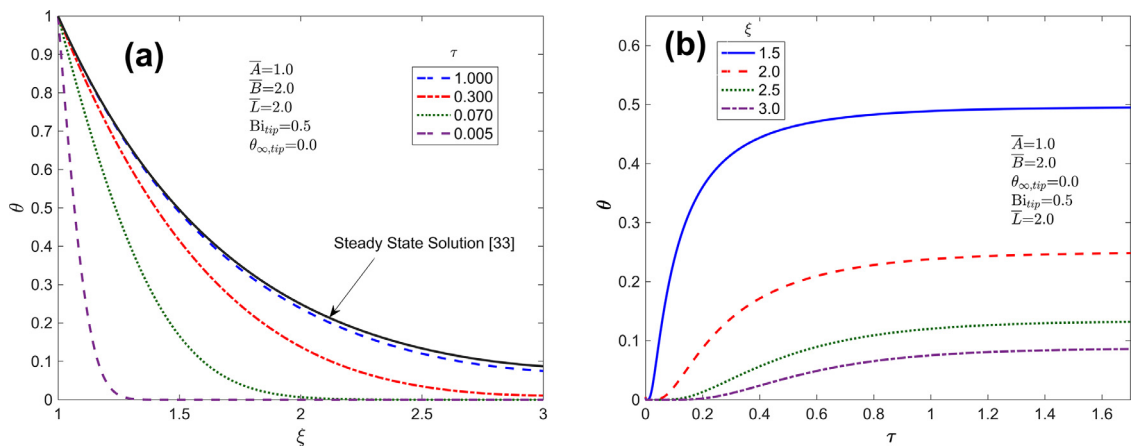 (a)
A̅=1.0
B̅=2.0
L̅=2.0
Bi_tip=0.5
θ_∞,tip=0.0
τ
1.000
0.300
0.070
0.005
Steady State Solution [33]
1
0.9
0.8
0.7
0.6
0.5
0.4
0.3
0.2
0.1
0
θ
1 1.5 2 2.5 3
ξ
(b)
ξ
1.5
2.0
2.5
3.0
A̅=1.0
B̅=2.0
θ_∞,tip=0.0
Bi_tip=0.5
L̅=2.0
0.6
0.5
0.4
0.3
0.2
0.1
0
θ
0 0.2 0.4 0.6 0.8 1 1.2 1.4 1.6
τ